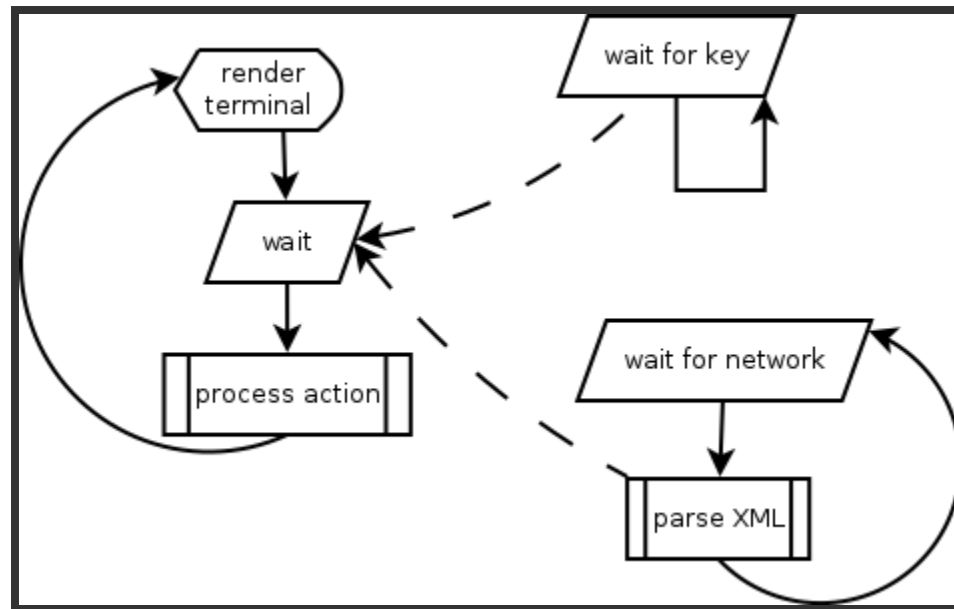 render
terminal
wait for key
wait
wait for network
process action
parse XML